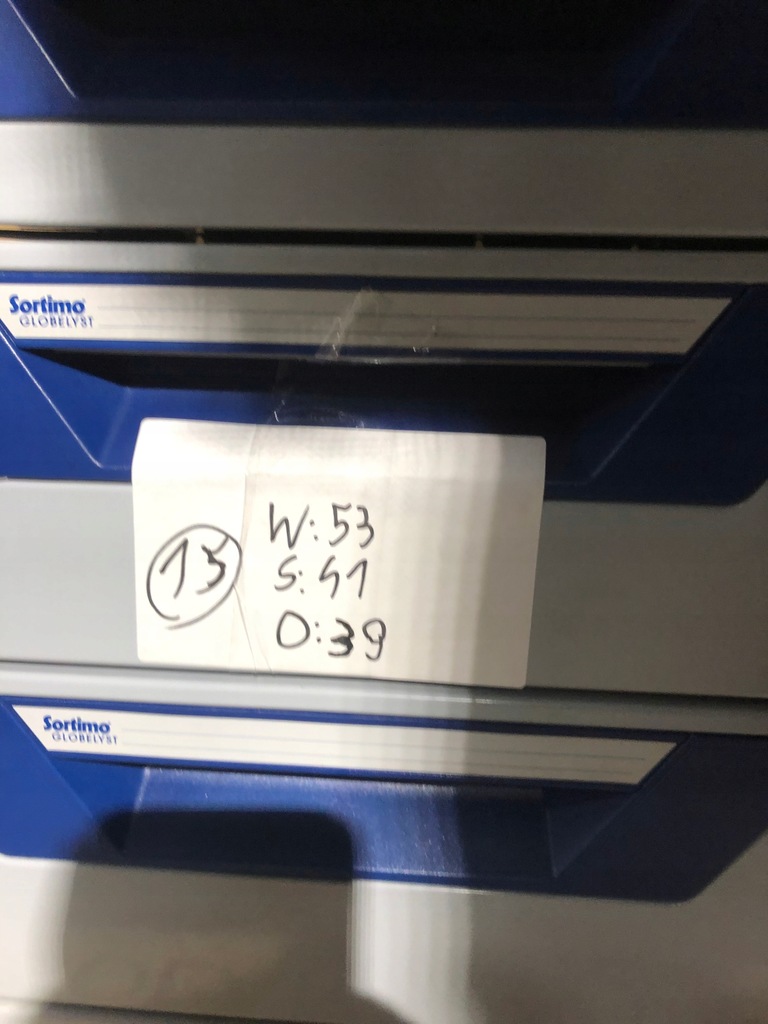 Sortimo
GLOBELYST
13
W: 53
S: 41
O: 39
Sortimo
GLOBELYST